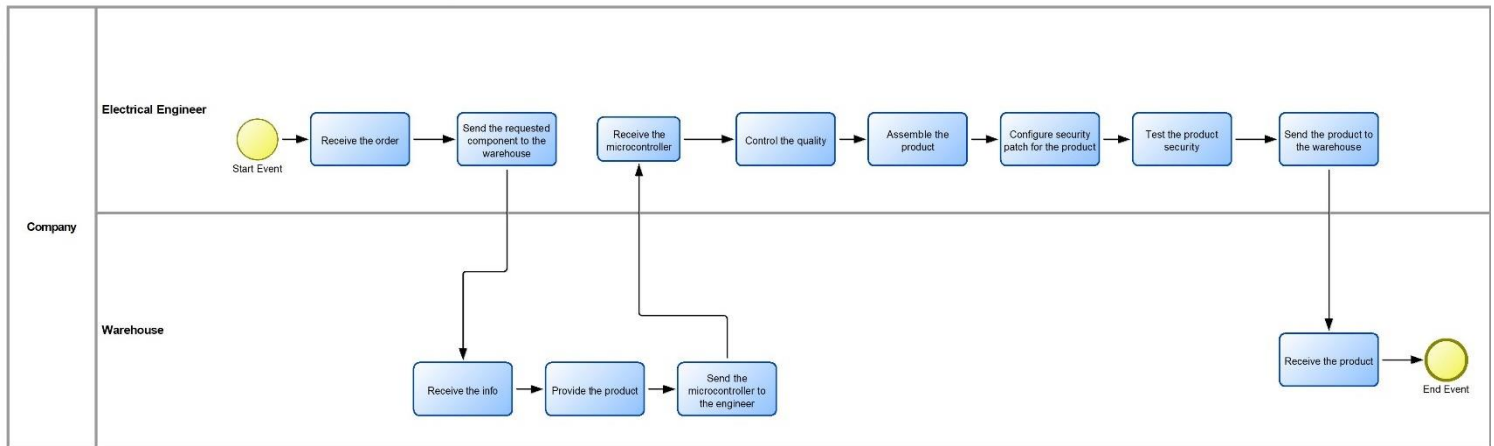 Company
Electrical Engineer
Start Event
Receive the order
Send the requested
component to the
warehouse
Receive the
microcontroller
Control the quality
Assemble the
product
Configure security
patch for the product
Test the product
security
Send the product to
the warehouse
Warehouse
Receive the info
Provide the product
Send the
microcontroller to
the engineer
Receive the product
End Event